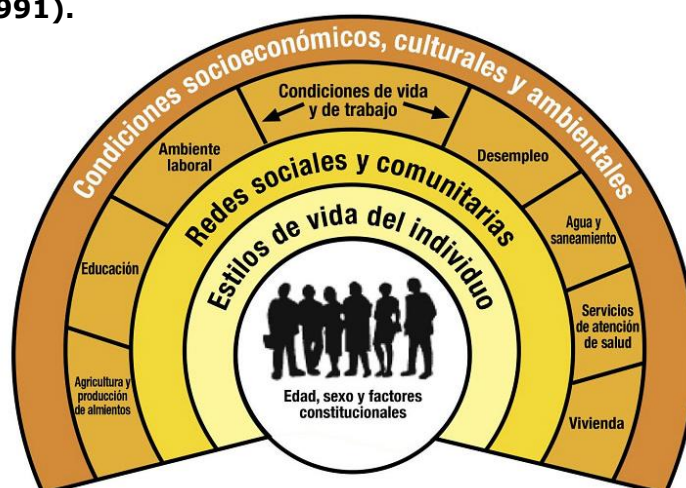 991).
Condiciones socioeconómicos, culturales y ambientales
Condiciones de vida
y de trabajo
Ambiente
laboral
Desempleo
Redes sociales y comunitarias
Educación
Agua y
saneamiento
Estilos de vida del individuo
Agricultura y
producción
de almientos
Servicios
de atención
de salud
Vivienda
Edad, sexo y factores
constitucionales